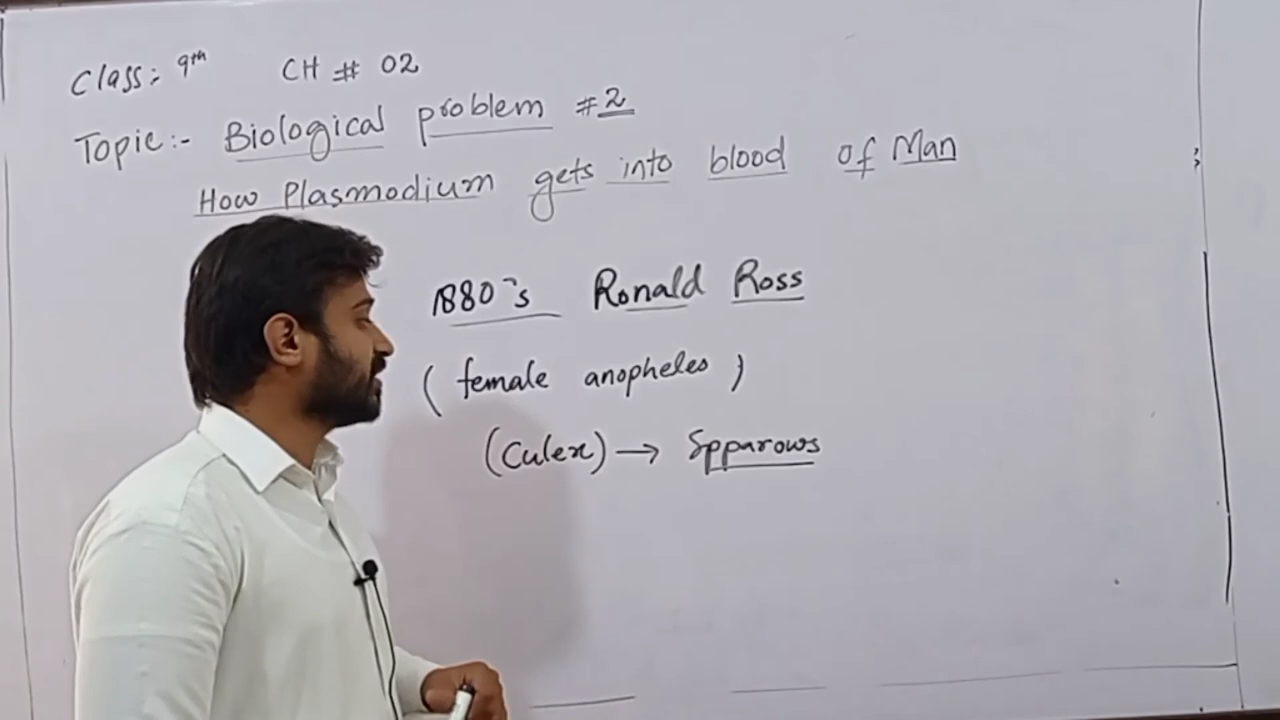 Class:- 9th CH # 02
Topic:- Biological problem #2
How Plasmodium gets into blood of Man
1880's Ronald Ross
(female anopheles)
(Culex) → Spparows